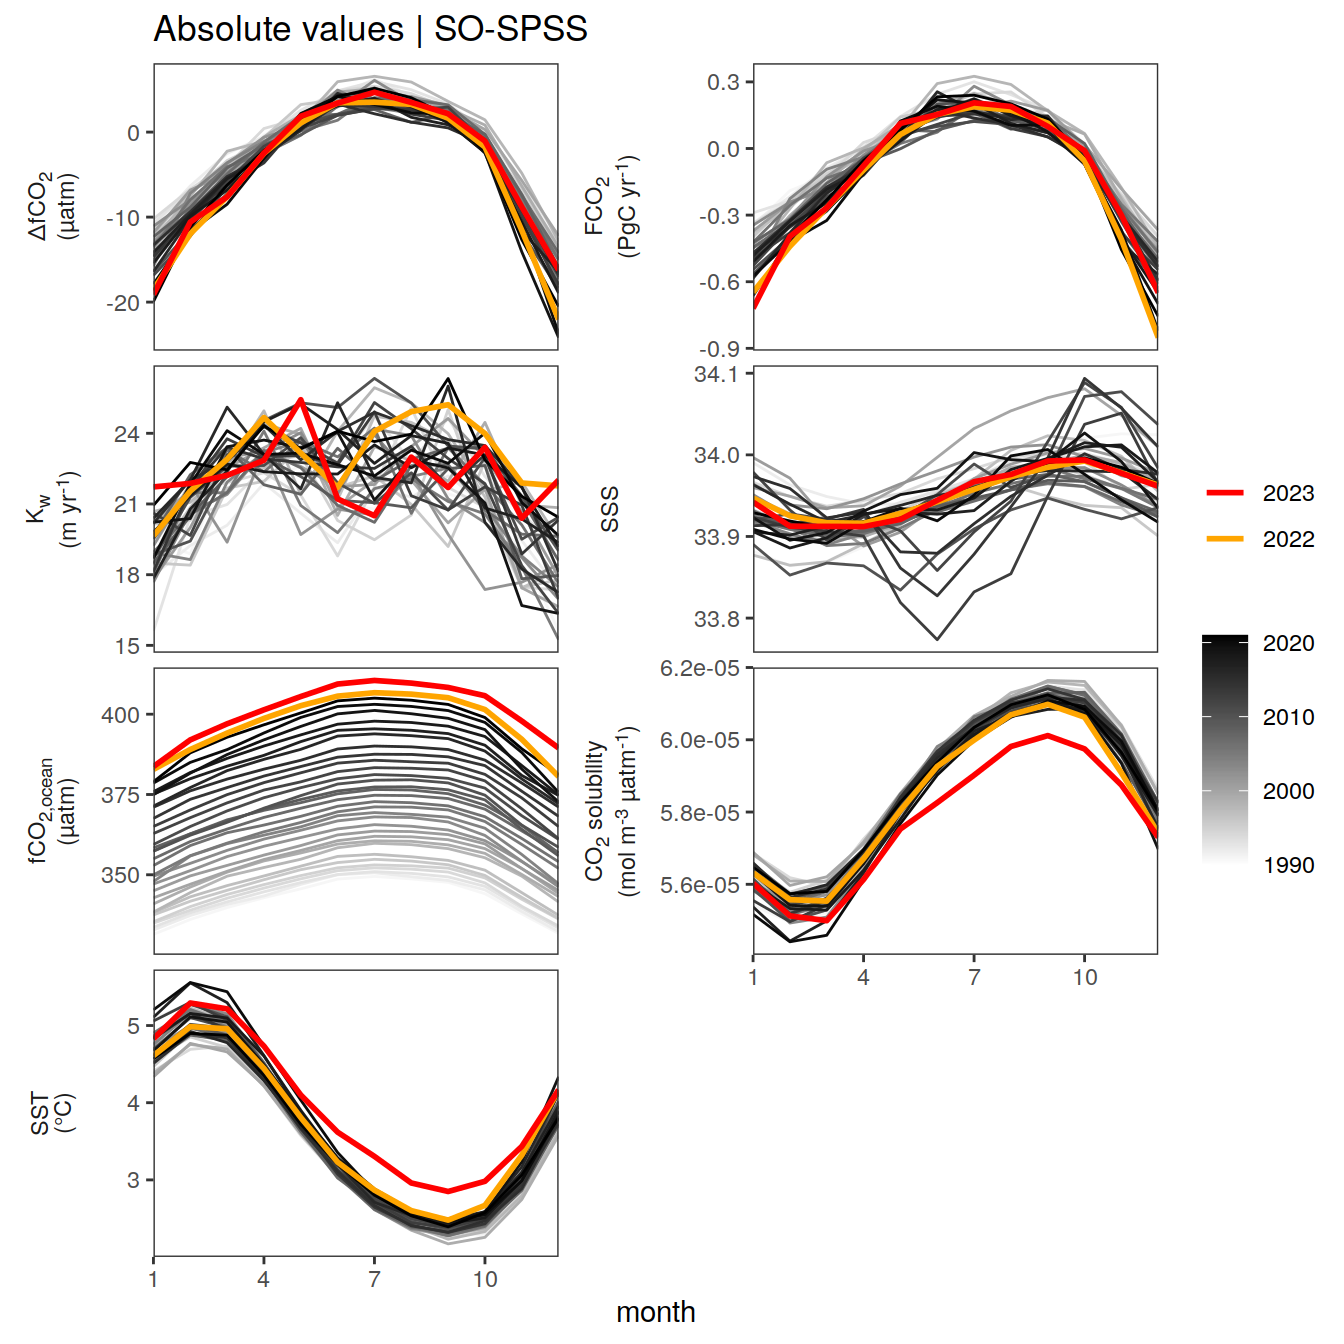 Absolute values | SO-SPSS
ΔfCO2
(µatm)
0
-10
-20
FCO2
(PgC yr-1)
0.3
0.0
-0.3
-0.6
-0.9
Kw
(m yr-1)
24
21
18
15
SSS
34.1
34.0
33.9
33.8
fCO2,ocean
(µatm)
400
375
350
CO2 solubility
(mol m-3 µatm-1)
6.2e-05
6.0e-05
5.8e-05
5.6e-05
1
4
7
10
SST
(°C)
5
4
3
1
4
7
10
month
2023
2022
2020
2010
2000
1990